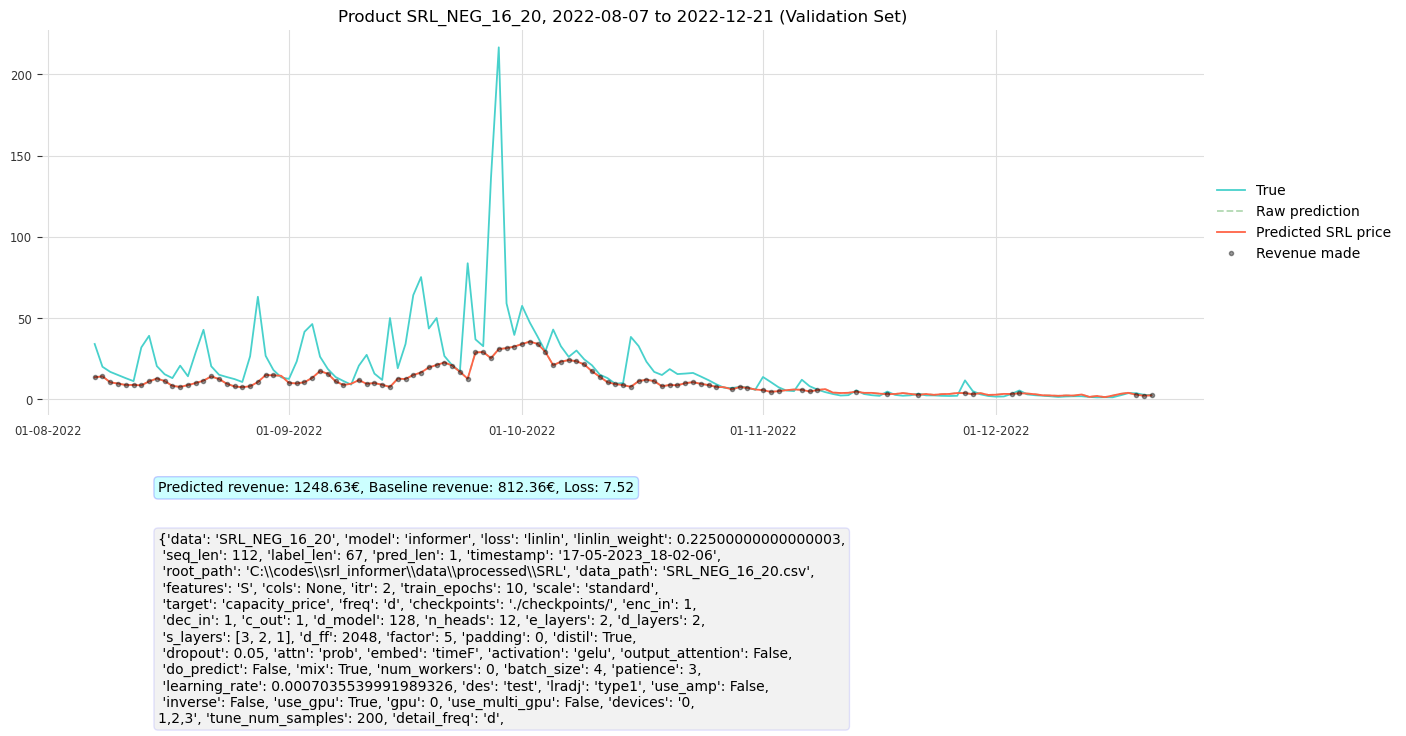 Product SRL_NEG_16_20, 2022-08-07 to 2022-12-21 (Validation Set)
200
150
100
50
0
01-08-2022
01-09-2022
01-10-2022
01-11-2022
01-12-2022
True
Raw prediction
Predicted SRL price
Revenue made
Predicted revenue: 1248.63€, Baseline revenue: 812.36€, Loss: 7.52
{'data': 'SRL_NEG_16_20', 'model': 'informer', 'loss': 'linlin', 'linlin_weight': 0.22500000000000003,
'seq_len': 112, 'label_len': 67, 'pred_len': 1, 'timestamp': '17-05-2023_18-02-06',
'root_path': 'C:\\codes\\srl_informer\\data\\processed\\SRL', 'data_path': 'SRL_NEG_16_20.csv',
'features': 'S', 'cols': None, 'itr': 2, 'train_epochs': 10, 'scale': 'standard',
'target': 'capacity_price', 'freq': 'd', 'checkpoints': './checkpoints/', 'enc_in': 1,
'dec_in': 1, 'c_out': 1, 'd_model': 128, 'n_heads': 12, 'e_layers': 2, 'd_layers': 2,
's_layers': [3, 2, 1], 'd_ff': 2048, 'factor': 5, 'padding': 0, 'distil': True,
'dropout': 0.05, 'attn': 'prob', 'embed': 'timeF', 'activation': 'gelu', 'output_attention': False,
'do_predict': False, 'mix': True, 'num_workers': 0, 'batch_size': 4, 'patience': 3,
'learning_rate': 0.0007035539991989326, 'des': 'test', 'lradj': 'type1', 'use_amp': False,
'inverse': False, 'use_gpu': True, 'gpu': 0, 'use_multi_gpu': False, 'devices': '0,
1,2,3', 'tune_num_samples': 200, 'detail_freq': 'd',